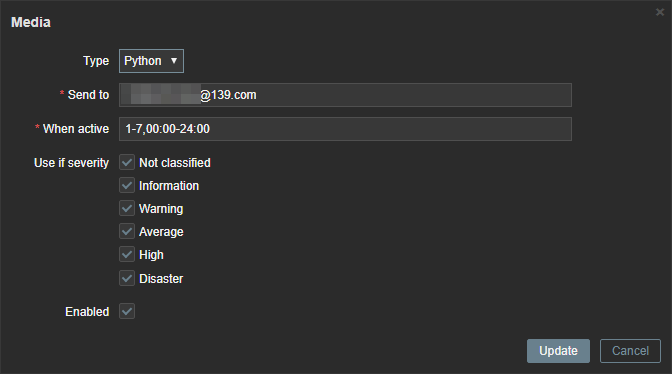 Media
Type Python
* Send to @139.com
* When active 1-7,00:00-24:00
Use if severity Not classified
Information
Warning
Average
High
Disaster
Enabled
Update Cancel